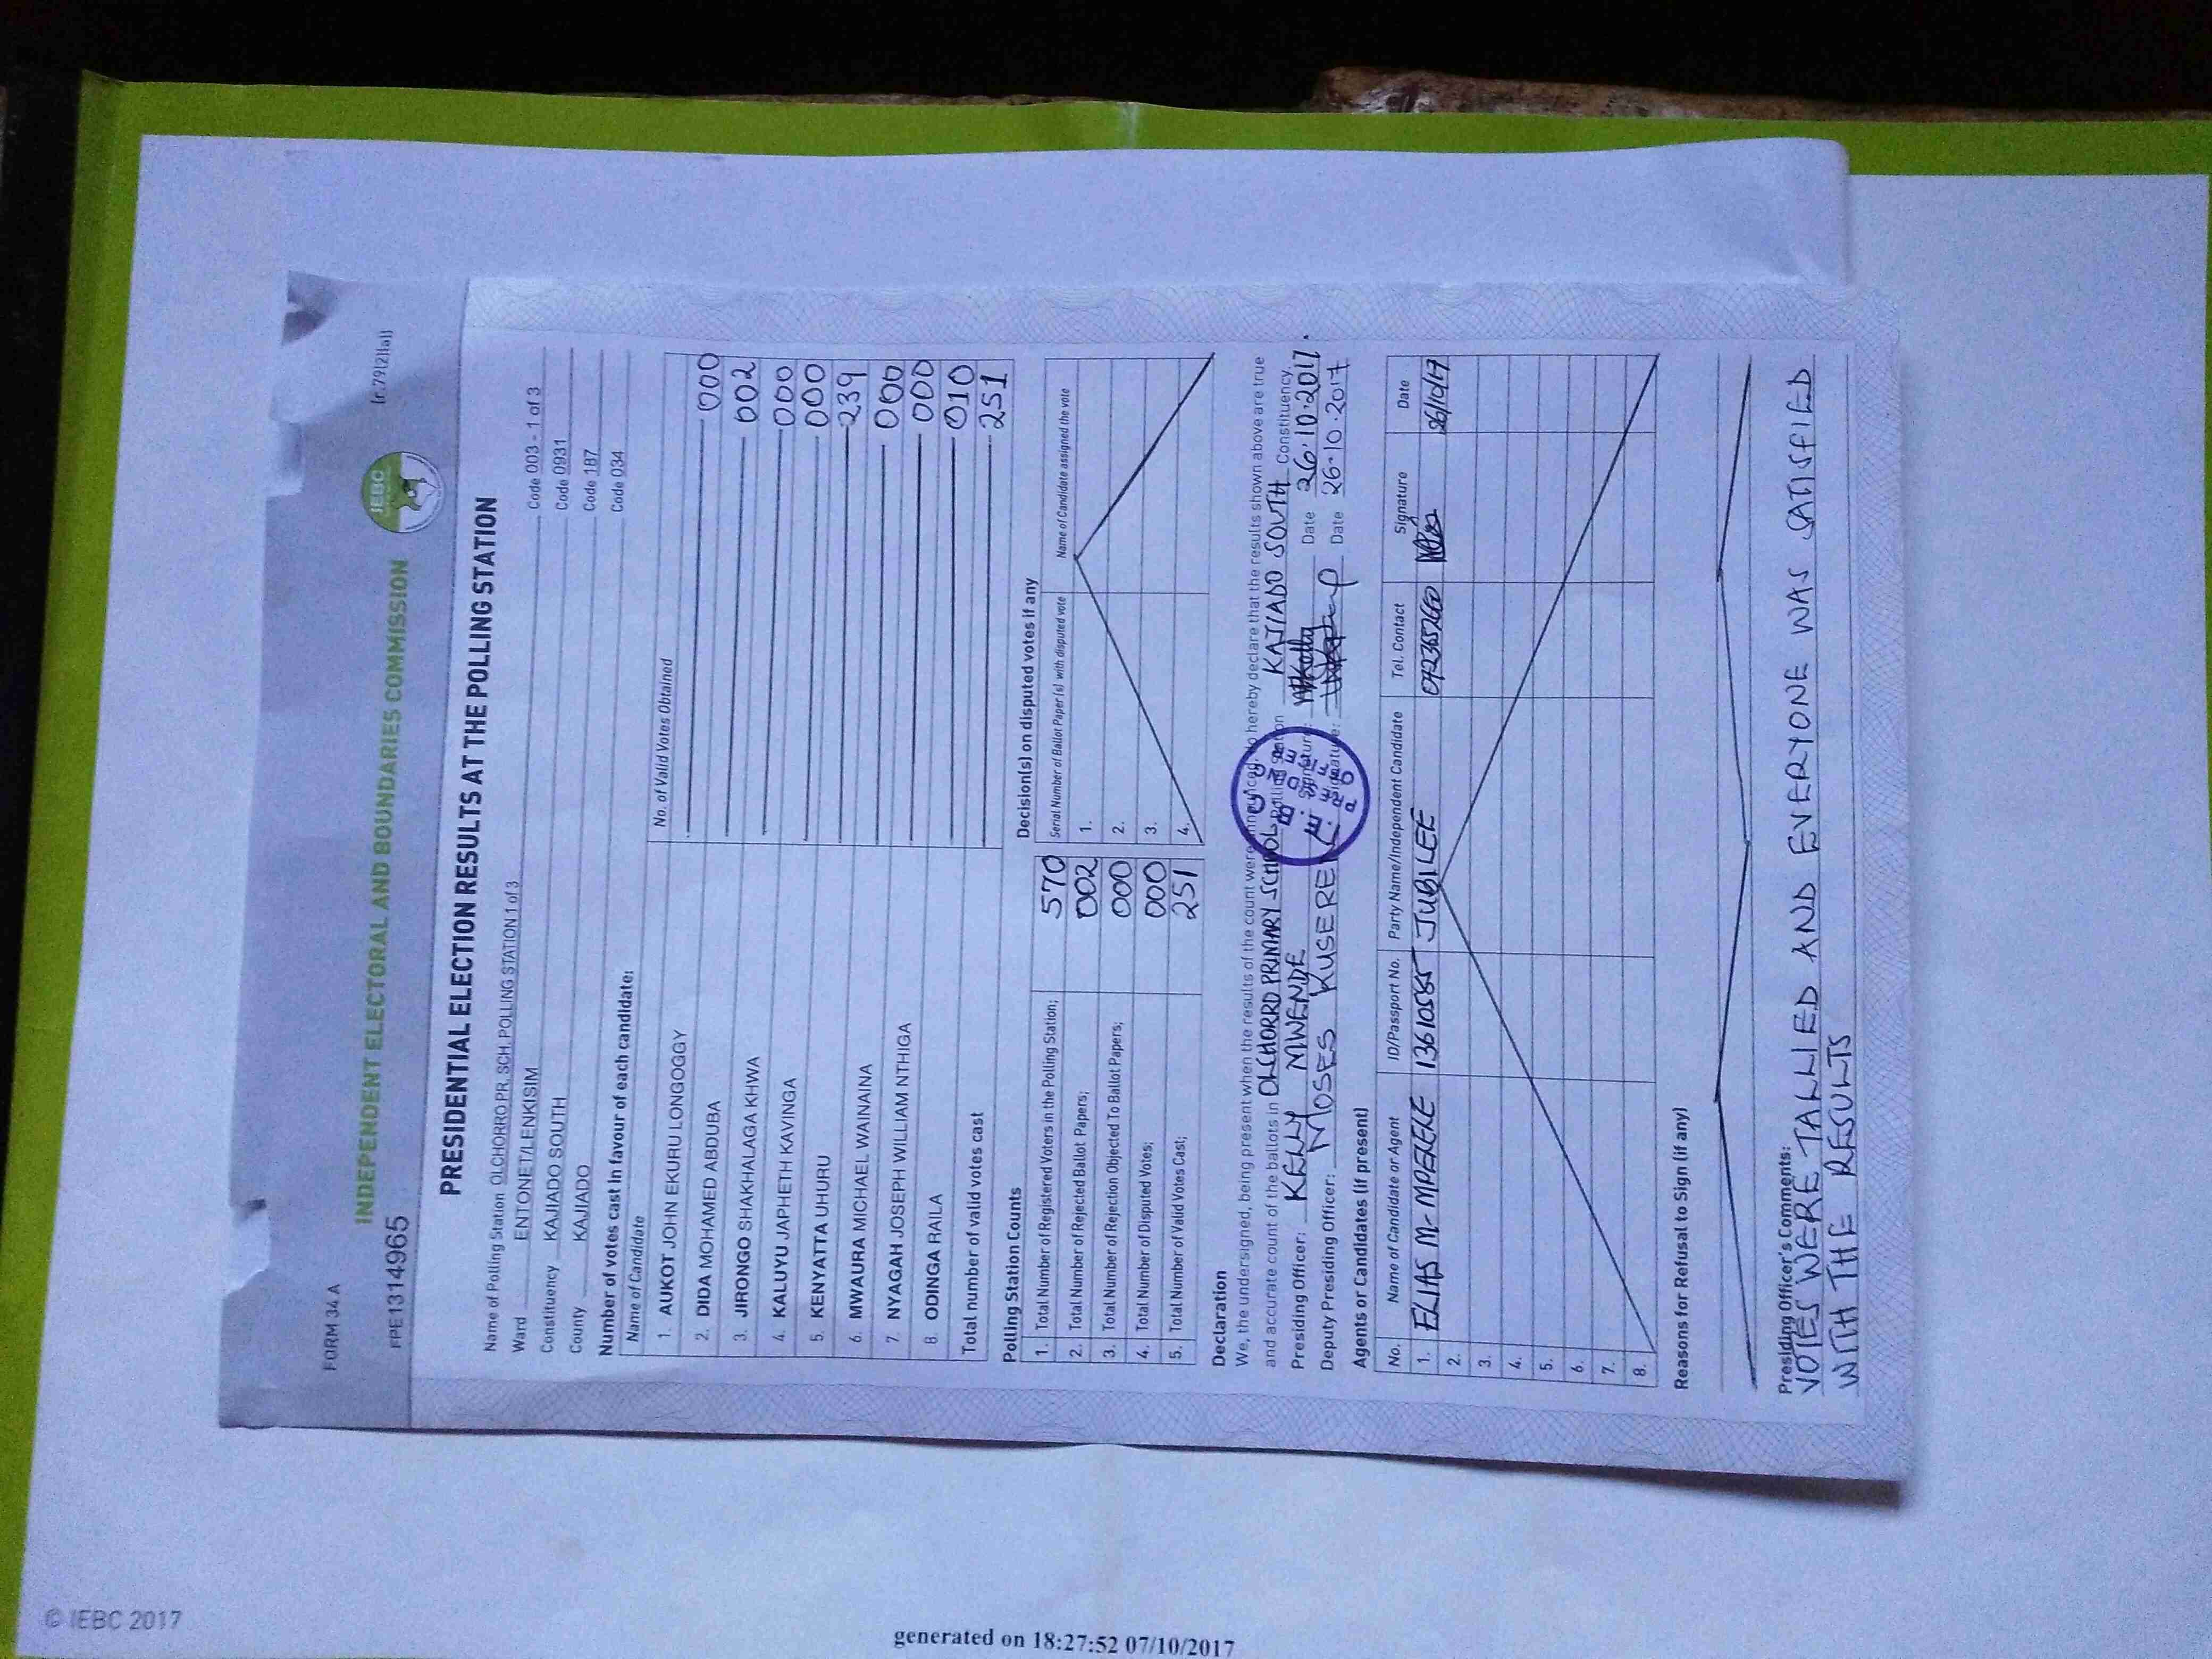 FORM 34 A
(r.79(2)(a))
INDEPENDENT ELECTORAL AND BOUNDARIES COMMISSION
IEBC
FPE1314965
PRESIDENTIAL ELECTION RESULTS AT THE POLLING STATION
Name of Polling Station OLCHORRO PR. SCH. POLLING STATION 1 of 3 Code 003 - 1 of 3
Ward ENTONET/LENKISIM Code 0931
Constituency KAJIADO SOUTH Code 187
County KAJIADO Code 034
Number of votes cast in favour of each candidate:
Name of Candidate No. of Valid Votes Obtained
1. AUKOT JOHN EKURU LONGOGGY 000
2. DIDA MOHAMED ABDUBA 002
3. JIRONGO SHAKHALAGA KHWA 000
4. KALUYU JAPHETH KAVINGA 000
5. KENYATTA UHURU 239
6. MWAURA MICHAEL WAINAINA 000
7. NYAGAH JOSEPH WILLIAM NTHIGA 000
8. ODINGA RAILA 010
Total number of valid votes cast 251
Polling Station Counts
1. Total Number of Registered Voters in the Polling Station; 570
2. Total Number of Rejected Ballot Papers; 002
3. Total Number of Rejection Objected To Ballot Papers; 000
4. Total Number of Disputed Votes; 000
5. Total Number of Valid Votes Cast; 251
Decision(s) on disputed votes if any
Serial Number of Ballot Paper(s) with disputed vote Name of Candidate assigned the vote
1.
2.
3.
4.
Declaration
We, the undersigned, being present when the results of the count were announced, do hereby declare that the results shown above are true
and accurate count of the ballots in OLCHORRO PRIMARY SCHOOL Polling Station KAJIADO SOUTH Constituency.
Presiding Officer: KELLY MWENDE Signature: Date 26.10.2017.
Deputy Presiding Officer: MOSES KUSERE Signature: Date 26.10.2017
PRESIDING OFFICER
Agents or Candidates (if present)
No. Name of Candidate or Agent ID/Passport No. Party Name/Independent Candidate Tel. Contact Signature Date
1. ELIAS M. MPERERE 13610585 JUBILEE 26/10/17
2.
3.
4.
5.
6.
7.
8.
Reasons for Refusal to Sign (if any)
Presiding Officer's Comments:
VOTES WERE TALLIED AND EVERYONE WAS SATISFIED
WITH THE RESULTS
© IEBC 2017
generated on 18:27:52 07/10/2017